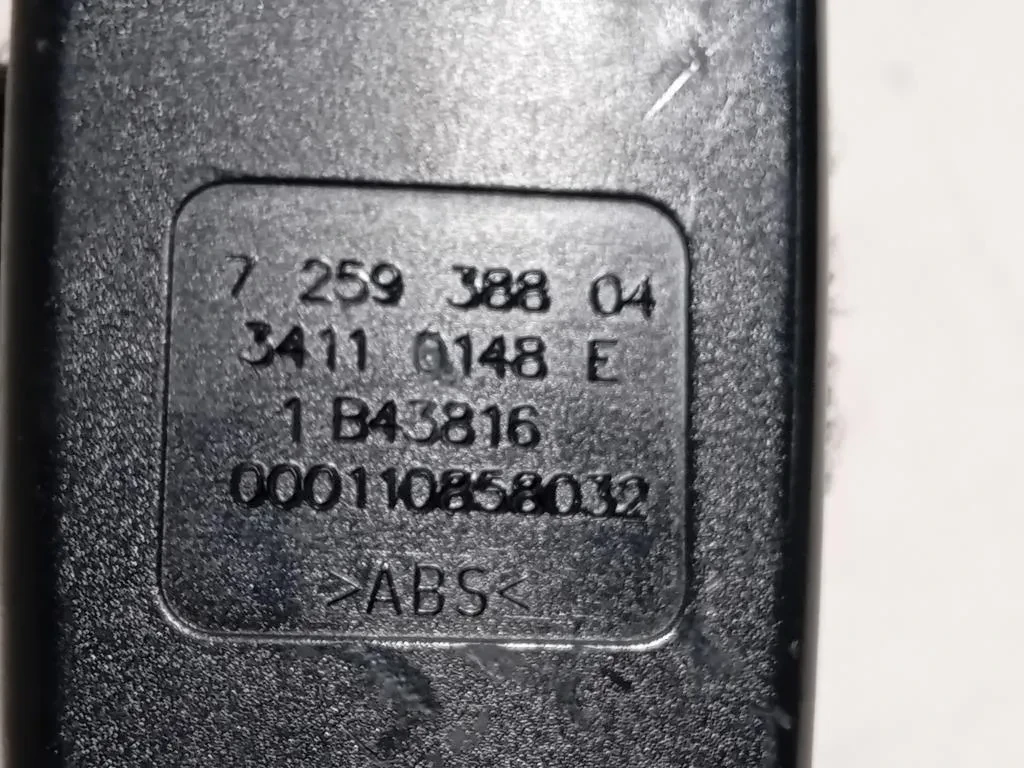 7 259 388 04
3411 0148 E
1 B43816
000110858032
>ABS<